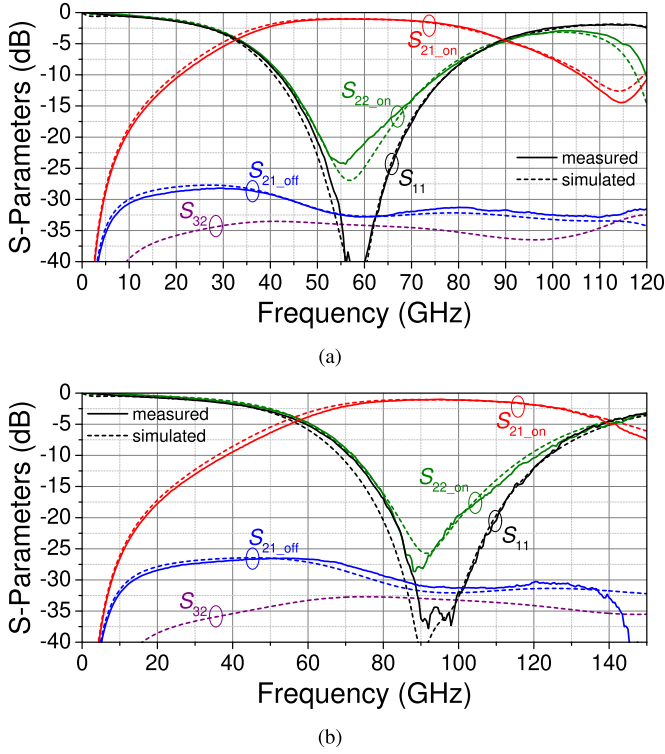 S-Parameters (dB)
0
-5
-10
-15
-20
-25
-30
-35
-40
S21_on
S22_on
S21_off
S32
S11
measured
simulated
0 10 20 30 40 50 60 70 80 90 100 110 120
Frequency (GHz)
(a)
S-Parameters (dB)
0
-5
-10
-15
-20
-25
-30
-35
-40
measured
simulated
S21_on
S22_on
S11
S21_off
S32
0 20 40 60 80 100 120 140
Frequency (GHz)
(b)